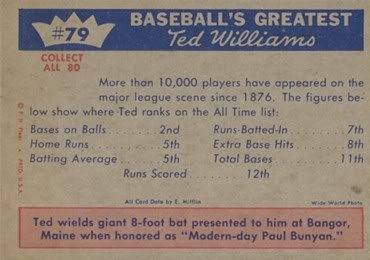 #79
BASEBALL'S GREATEST
Ted Williams
COLLECT
ALL 80
More than 10,000 players have appeared on the
major league scene since 1876. The figures be-
low show where Ted ranks on the All Time list:
Bases on Balls 2nd Runs-Batted-In 7th
Home Runs 5th Extra Base Hits 8th
Batting Average 5th Total Bases 11th
Runs Scored 12th
All Card Data by E. Mifflin Wide World Photo
Ted wields giant 8-foot bat presented to him at Bangor,
Maine when honored as "Modern-day Paul Bunyan."